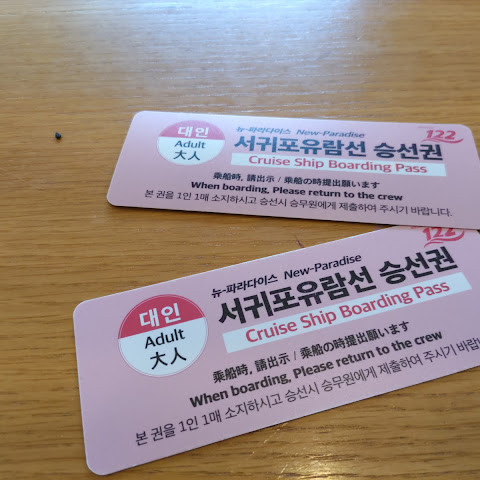 대인
Adult
大人
뉴-파라다이스 New-Paradise
122
서귀포유람선 승선권
Cruise Ship Boarding Pass
乗船時, 請出示 / 乗船の時提出願います
When boarding, Please return to the crew
본 권을 1인 1매 소지하시고 승선시 승무원에게 제출하여 주시기 바랍니다.
대인
Adult
大人
뉴-파라다이스 New-Paradise
122
서귀포유람선 승선권
Cruise Ship Boarding Pass
乗船時, 請出示 / 乗船の時提出願います
When boarding, Please return to the crew
본 권을 1인 1매 소지하시고 승선시 승무원에게 제출하여 주시기 바랍